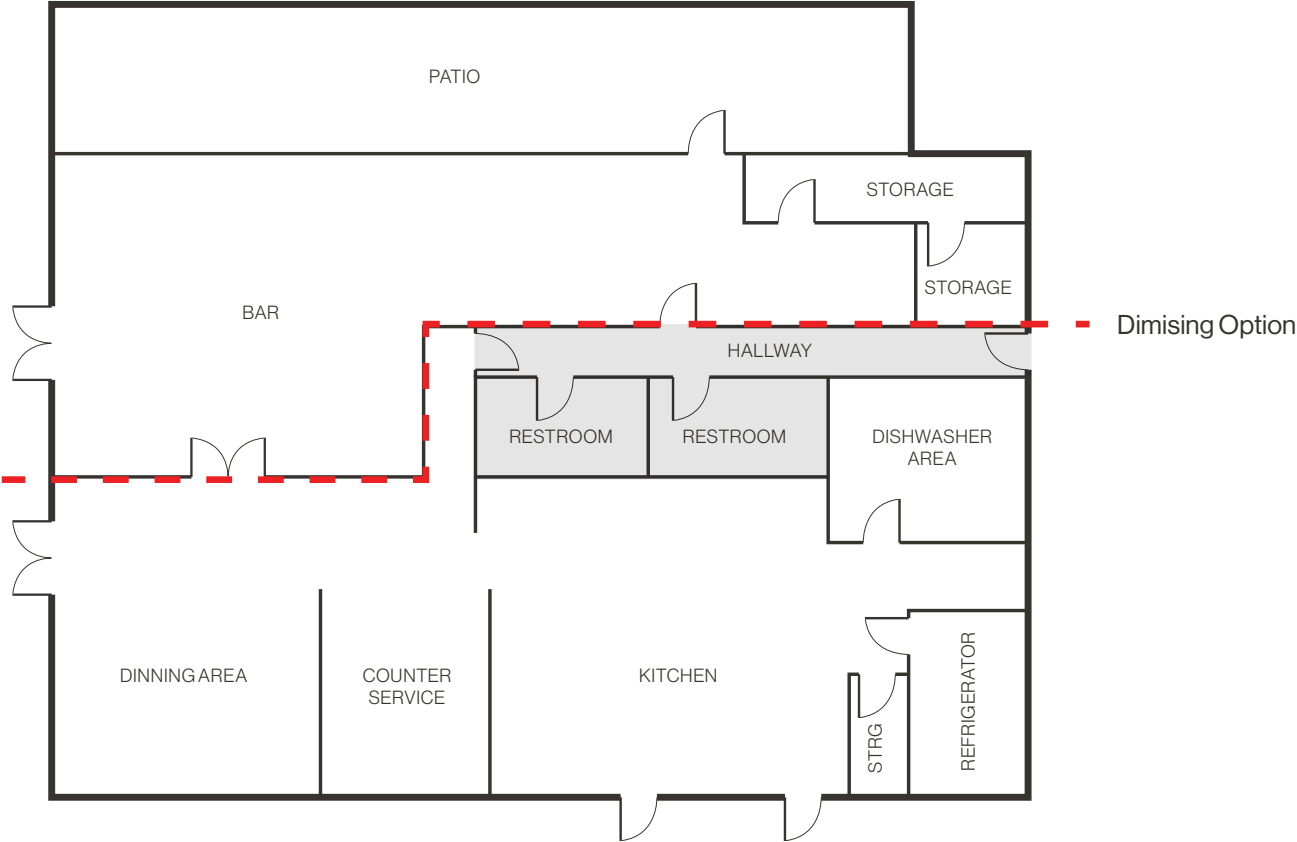 PATIO
STORAGE
STORAGE
BAR
Dimising Option
HALLWAY
RESTROOM
RESTROOM
DISHWASHER
AREA
DINNING AREA
COUNTER
SERVICE
KITCHEN
STRG
REFRIGERATOR